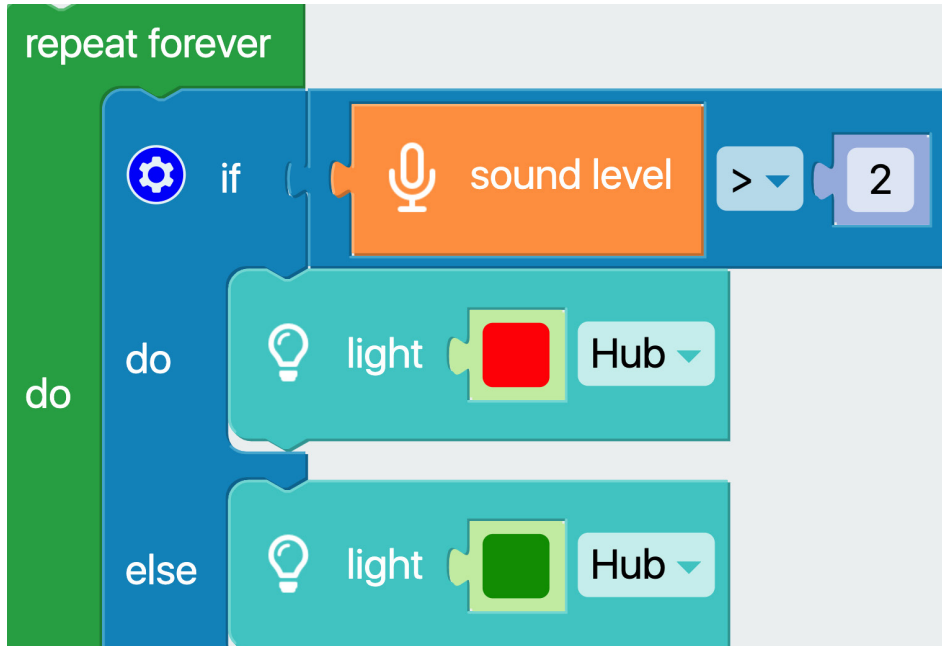 repeat forever
if sound level > 2
do light Hub
do
else light Hub